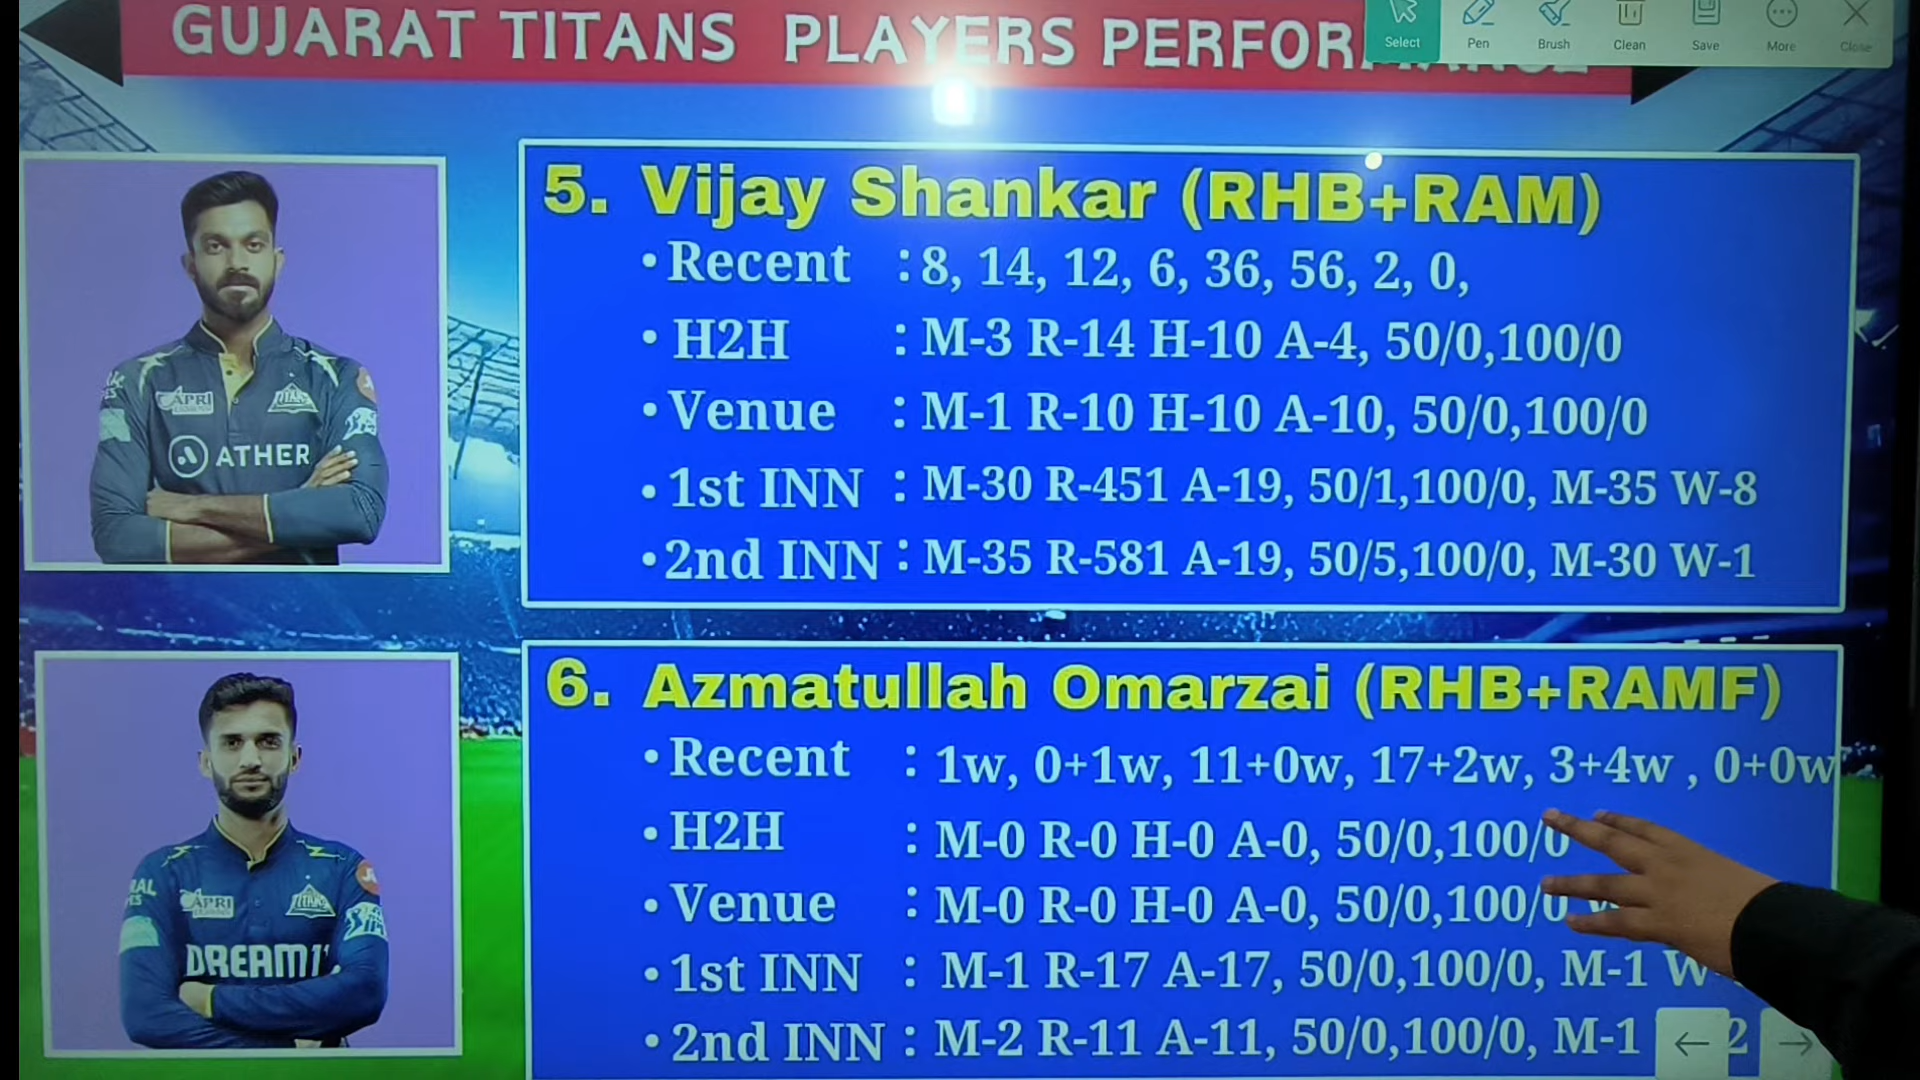 GUJARAT TITANS PLAYERS PERFORMANCE
Select Pen Brush Clean Save More Close
5. Vijay Shankar (RHB+RAM)
• Recent : 8, 14, 12, 6, 36, 56, 2, 0,
• H2H : M-3 R-14 H-10 A-4, 50/0,100/0
• Venue : M-1 R-10 H-10 A-10, 50/0,100/0
• 1st INN : M-30 R-451 A-19, 50/1,100/0, M-35 W-8
• 2nd INN : M-35 R-581 A-19, 50/5,100/0, M-30 W-1
CAPRI
TITANS
ATHER
6. Azmatullah Omarzai (RHB+RAMF)
• Recent : 1w, 0+1w, 11+0w, 17+2w, 3+4w , 0+0w
• H2H : M-0 R-0 H-0 A-0, 50/0,100/0
• Venue : M-0 R-0 H-0 A-0, 50/0,100/0
• 1st INN : M-1 R-17 A-17, 50/0,100/0, M-1 W-
• 2nd INN : M-2 R-11 A-11, 50/0,100/0, M-1 2
CAPRI
TITANS
DREAM11